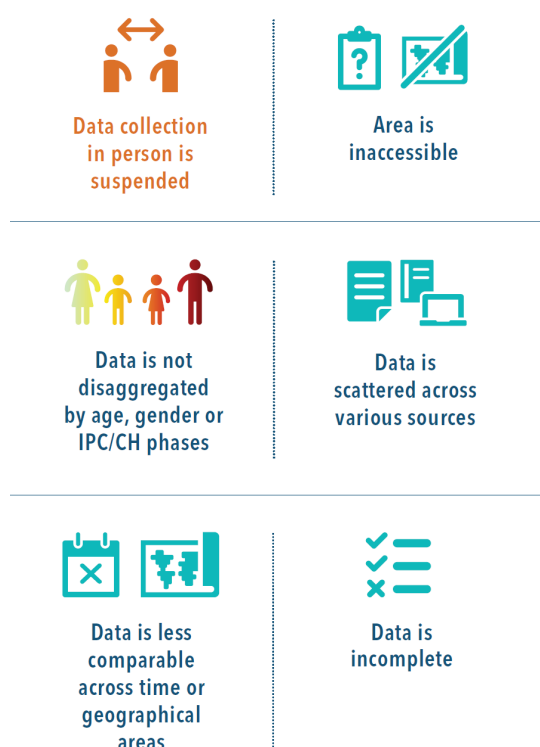 Data collection
in person is
suspended
?
Area is
inaccessible
Data is not
disaggregated
by age, gender or
IPC/CH phases
Data is
scattered across
various sources
Data is less
comparable
across time or
geographical
areas
Data is
incomplete